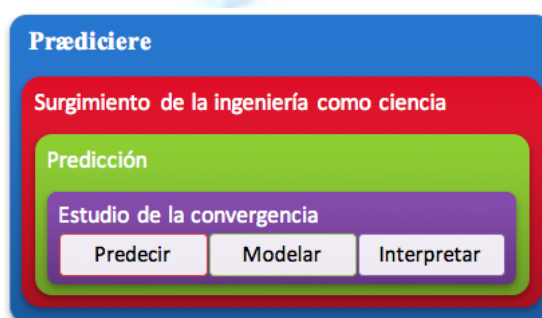 Prædiciere
Surgimiento de la ingeniería como ciencia
Predicción
Estudio de la convergencia
Predecir Modelar Interpretar